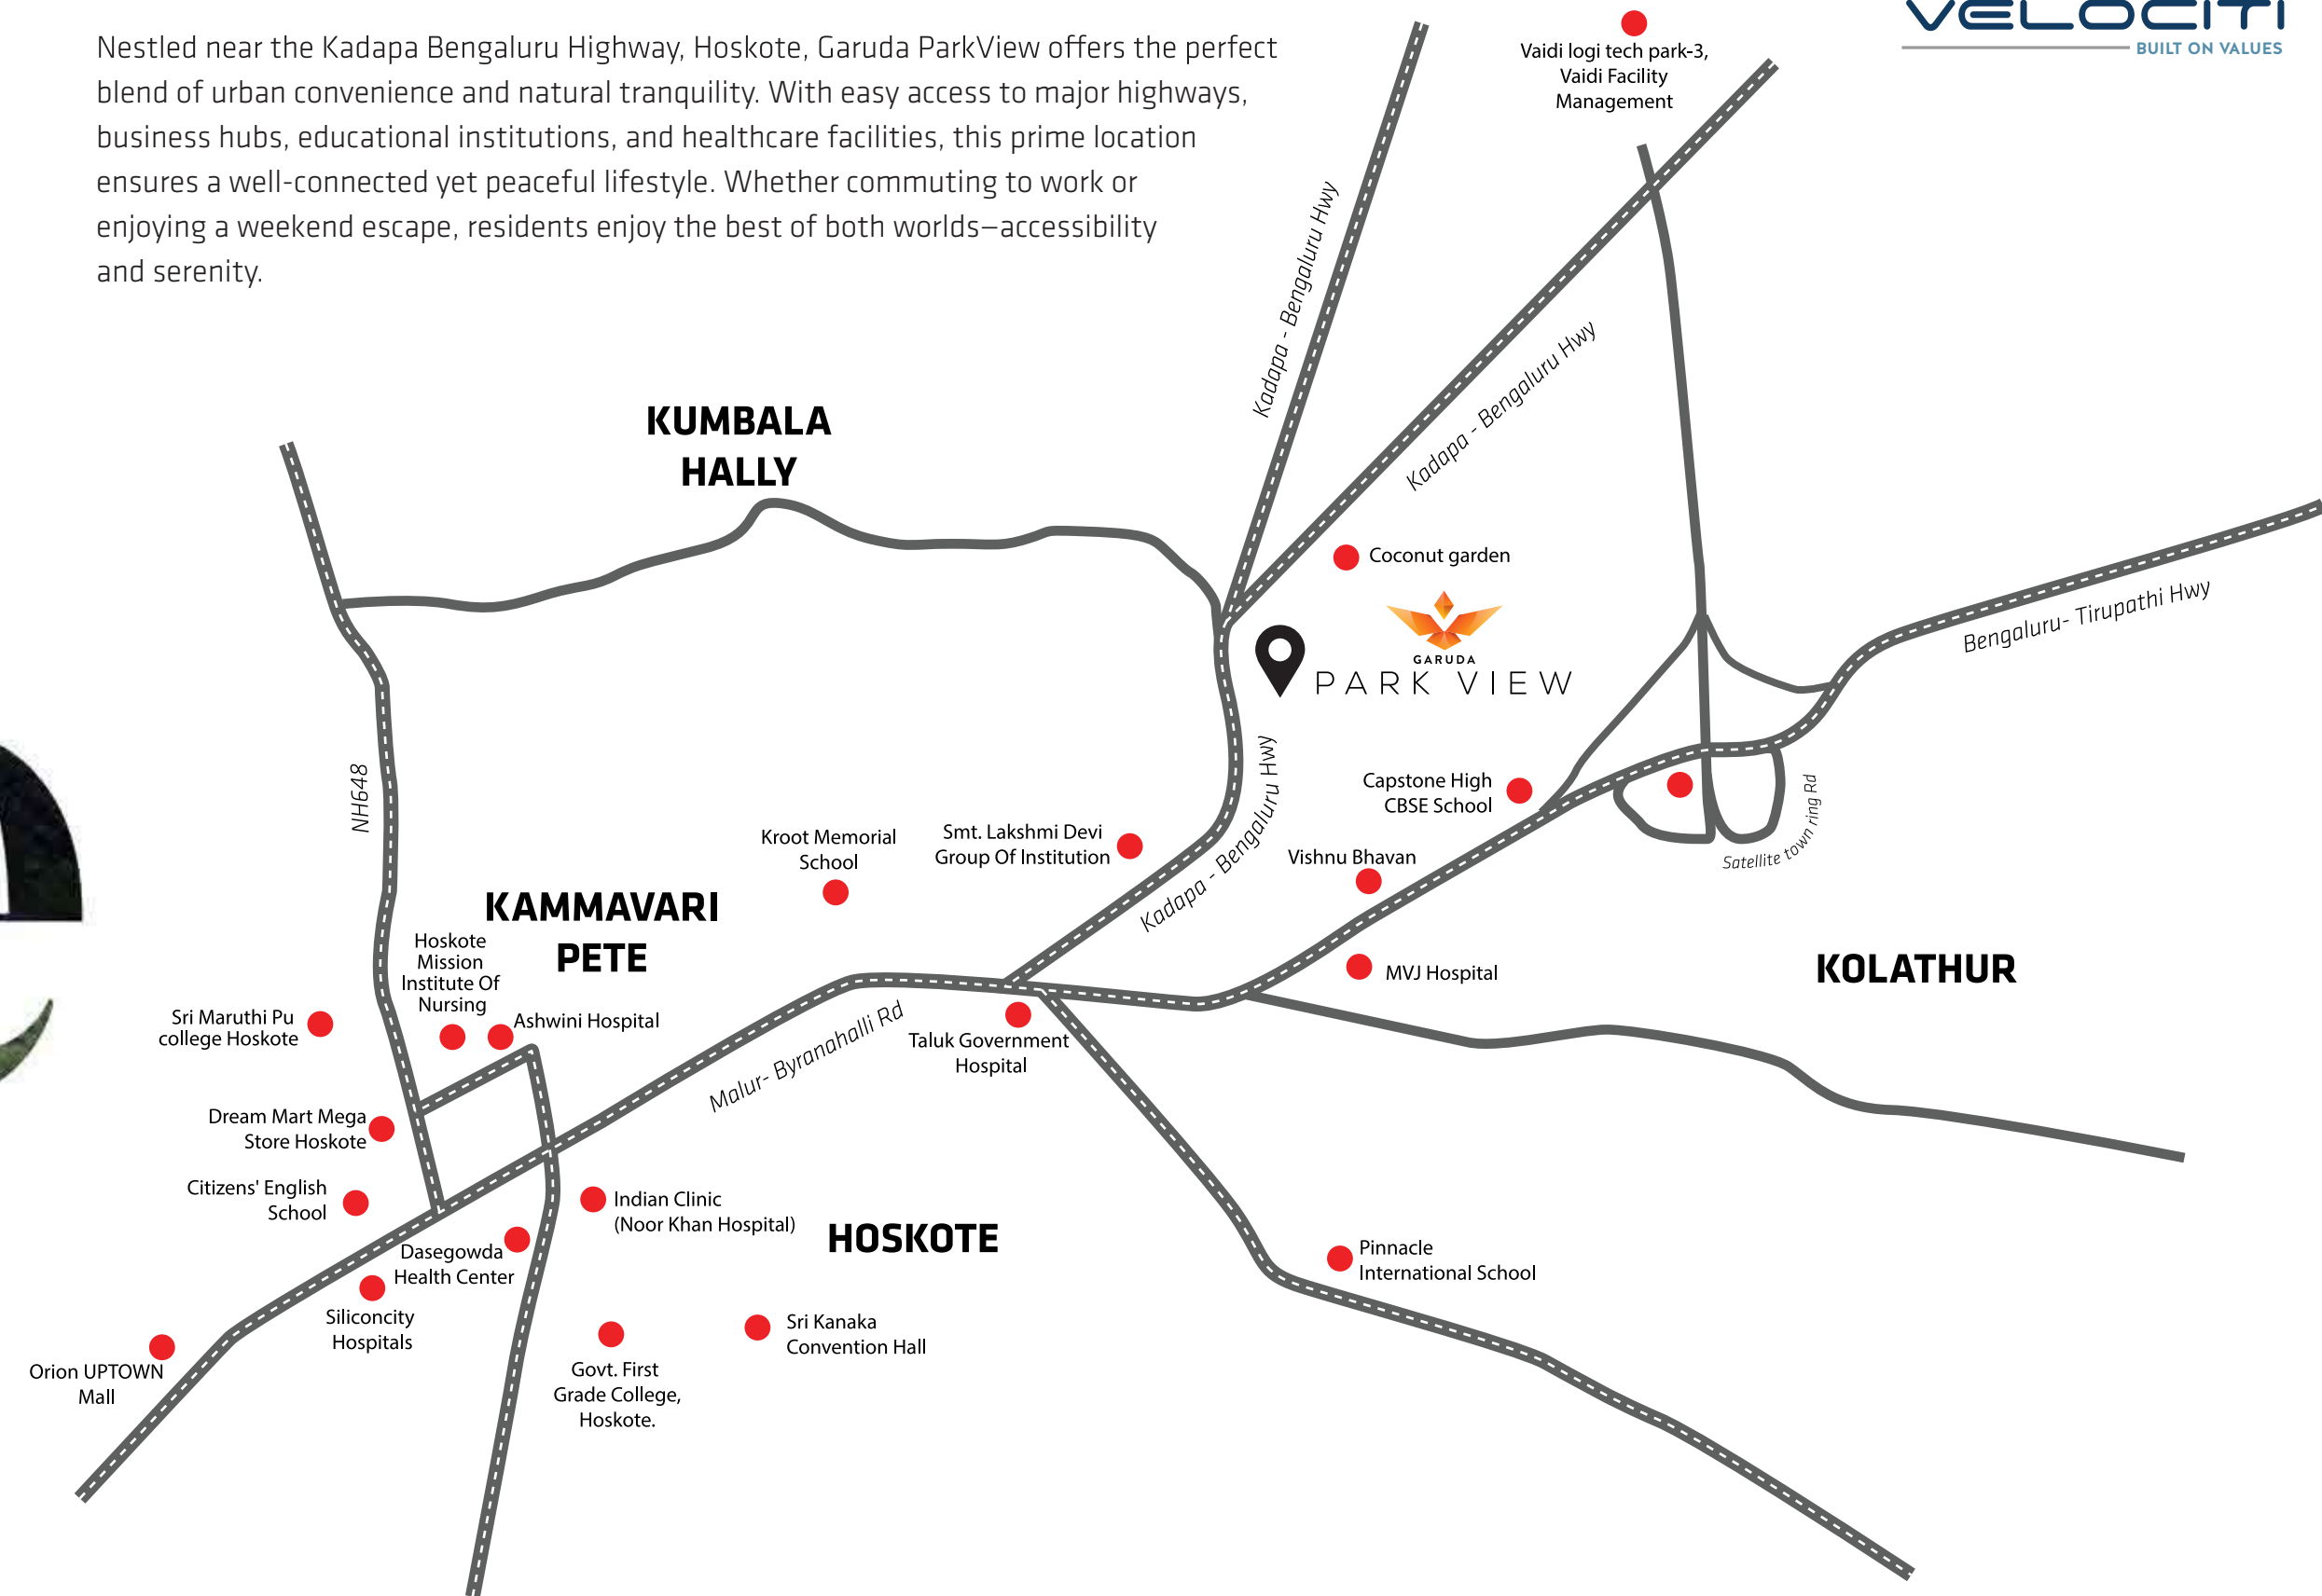 VELOCITI
BUILT ON VALUES
Nestled near the Kadapa Bengaluru Highway, Hoskote, Garuda ParkView offers the perfect
blend of urban convenience and natural tranquility. With easy access to major highways,
business hubs, educational institutions, and healthcare facilities, this prime location
ensures a well-connected yet peaceful lifestyle. Whether commuting to work or
enjoying a weekend escape, residents enjoy the best of both worlds—accessibility
and serenity.
Vaidi logi tech park-3,
Vaidi Facility
Management
Kadapa - Bengaluru Hwy
Kadapa - Bengaluru Hwy
KUMBALA
HALLY
Coconut garden
GARUDA
PARK VIEW
Bengaluru- Tirupathi Hwy
NH648
Kadapa - Bengaluru Hwy
Capstone High
CBSE School
Satellite town ring Rd
Kroot Memorial
School
Smt. Lakshmi Devi
Group Of Institution
Vishnu Bhavan
KAMMAVARI
PETE
Hoskote
Mission
Institute Of
Nursing
MVJ Hospital
KOLATHUR
Sri Maruthi Pu
college Hoskote
Ashwini Hospital
Malur- Byranahalli Rd
Taluk Government
Hospital
Dream Mart Mega
Store Hoskote
Citizens' English
School
Indian Clinic
(Noor Khan Hospital)
HOSKOTE
Dasegowda
Health Center
Pinnacle
International School
Siliconcity
Hospitals
Sri Kanaka
Convention Hall
Orion UPTOWN
Mall
Govt. First
Grade College,
Hoskote.